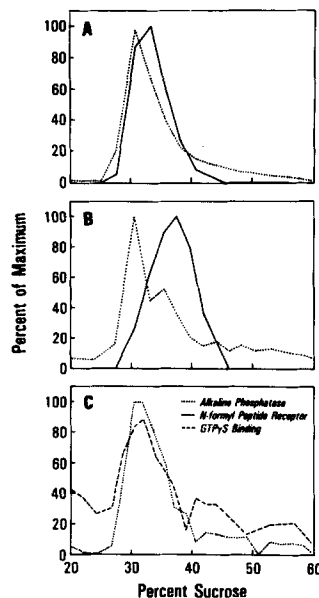 A
100
80
60
40
20
0
B
100
80
60
40
20
0
Percent of Maximum
C
Alkaline Phosphatase
N-formyl Peptide Receptor
GTPγS Binding
100
80
60
40
20
0
20 30 40 50 60
Percent Sucrose